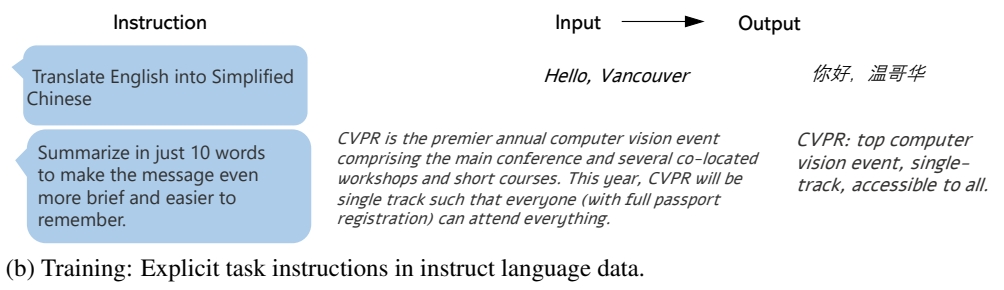 Instruction
Input
Output
Translate English into Simplified
Chinese
Hello, Vancouver
你好，温哥华
Summarize in just 10 words
to make the message even
more brief and easier to
remember.
CVPR is the premier annual computer vision event
comprising the main conference and several co-located
workshops and short courses. This year, CVPR will be
single track such that everyone (with full passport
registration) can attend everything.
CVPR: top computer
vision event, single-
track, accessible to all.
(b) Training: Explicit task instructions in instruct language data.